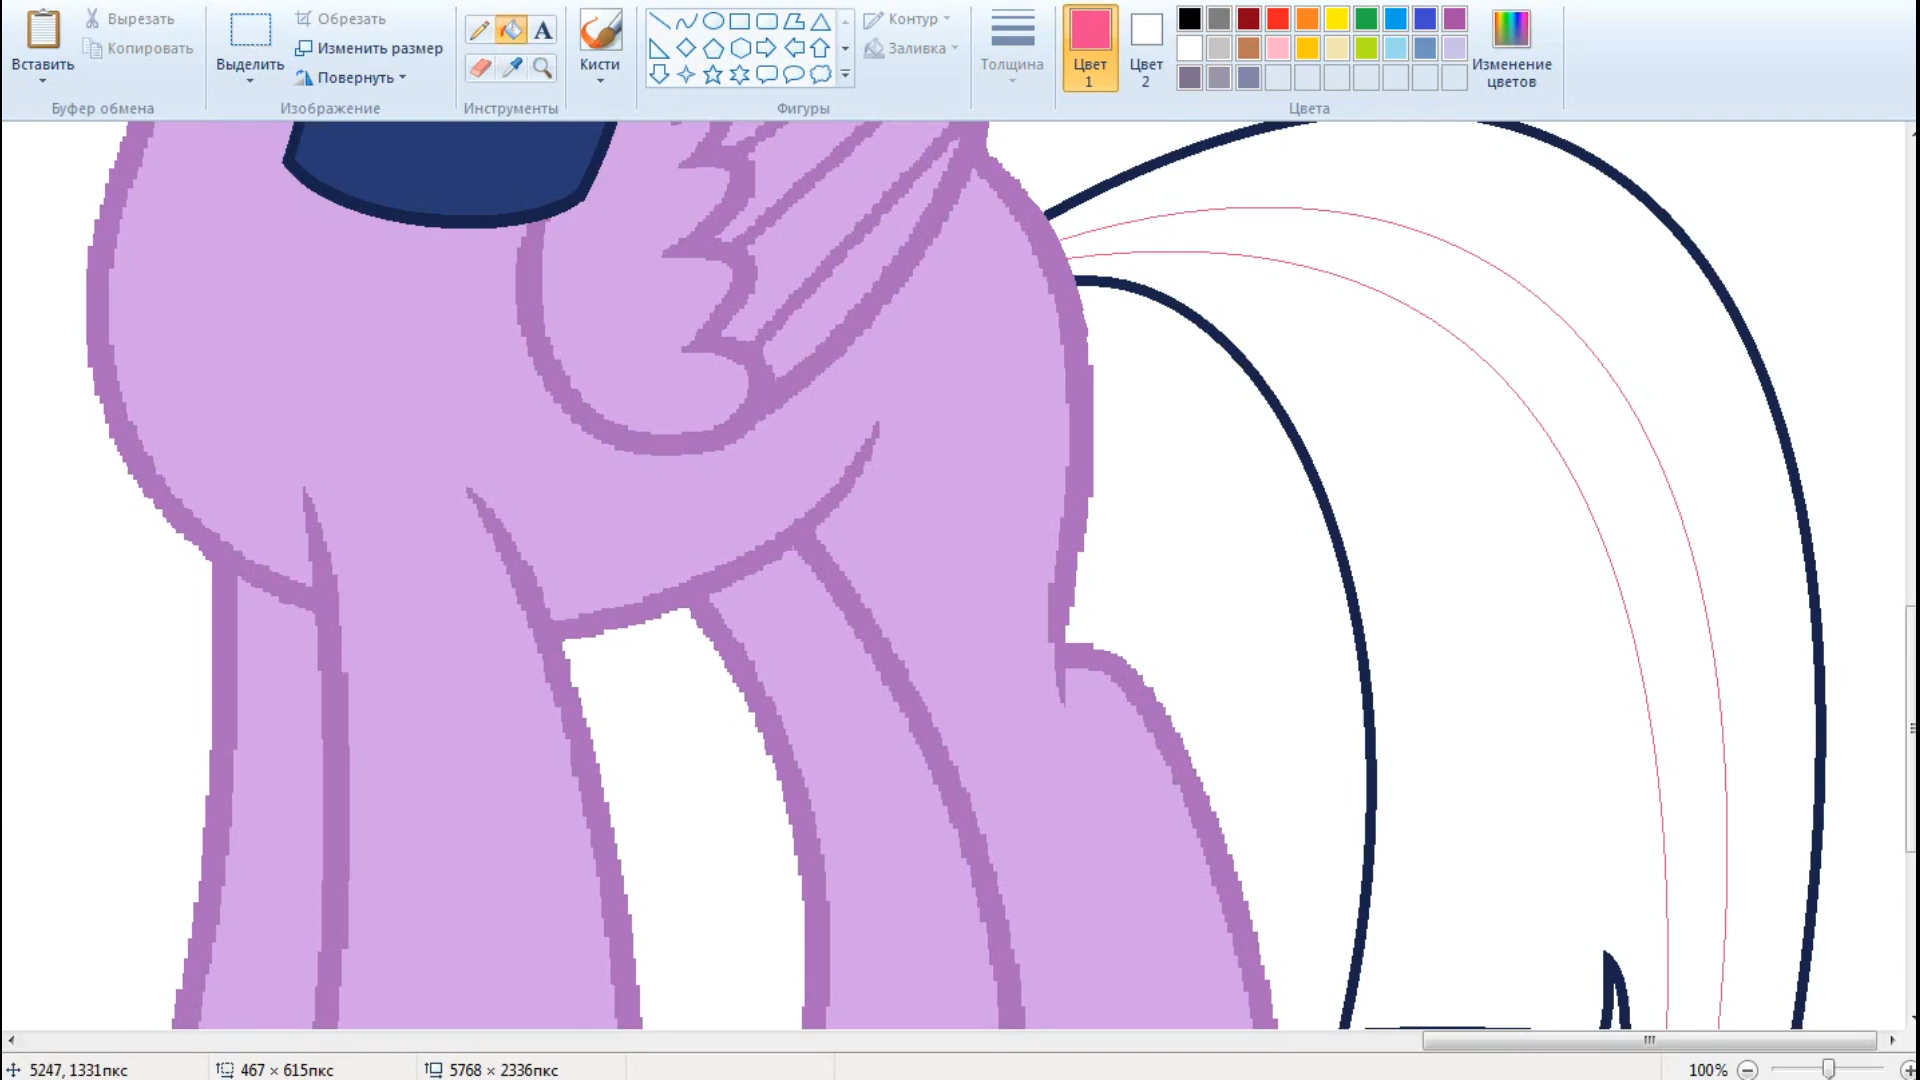 Вставить
Вырезать
Копировать
Буфер обмена
Выделить
Обрезать
Изменить размер
Повернуть
Изображение
A
Инструменты
Кисти
Фигуры
Контур
Заливка
Толщина
Цвет
1
Цвет
2
Изменение
цветов
Цвета
5247, 1331пкс
467 × 615пкс
5768 × 2336пкс
100%